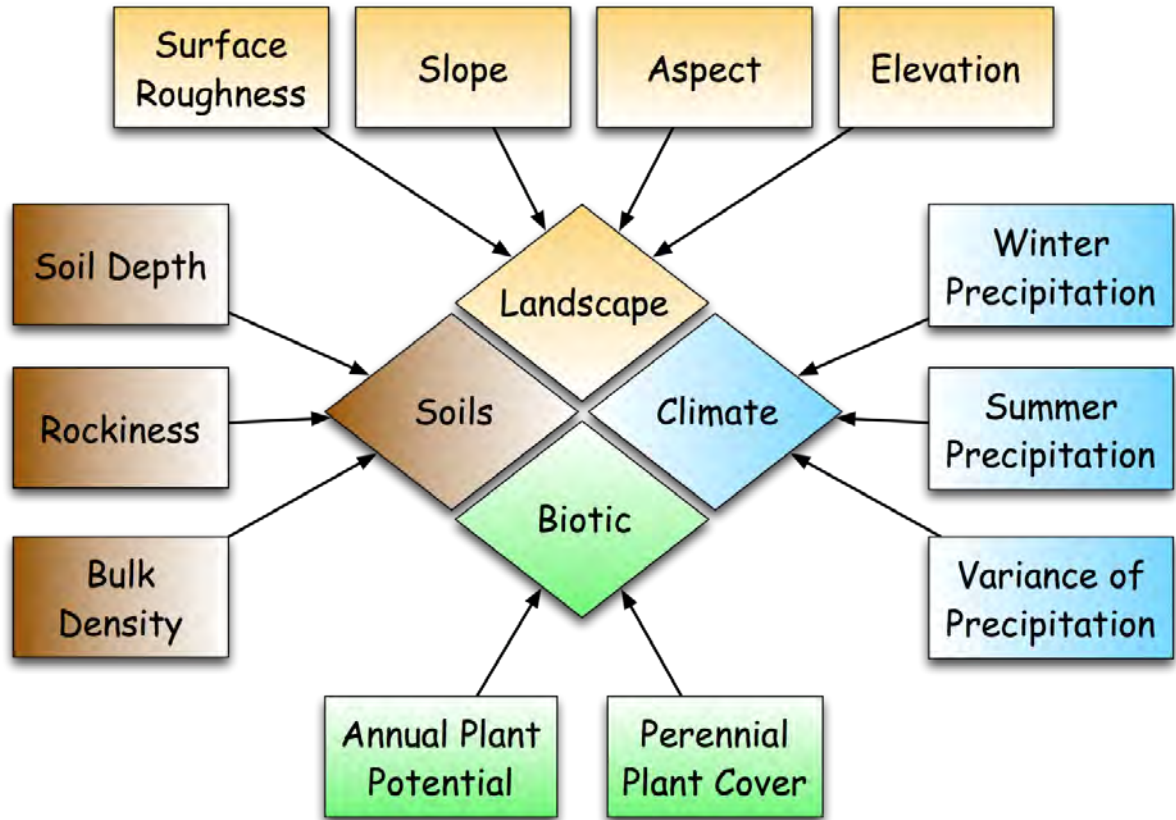 Surface
Roughness
Slope
Aspect
Elevation
Soil Depth
Rockiness
Bulk
Density
Landscape
Soils
Climate
Biotic
Winter
Precipitation
Summer
Precipitation
Variance of
Precipitation
Annual Plant
Potential
Perennial
Plant Cover